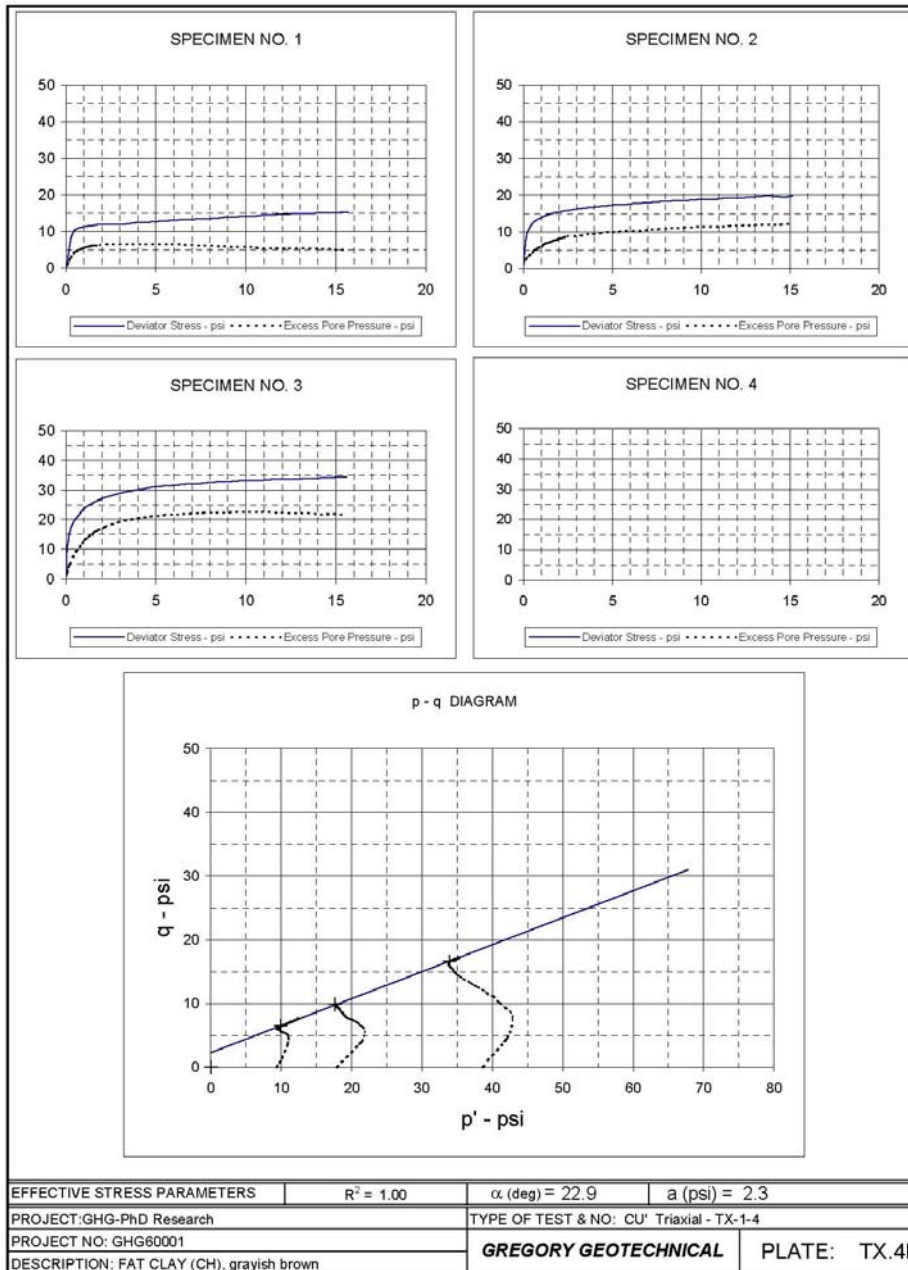 SPECIMEN NO. 1
50
40
30
20
10
0
0 5 10 15 20
Deviator Stress - psi Excess Pore Pressure - psi
SPECIMEN NO. 2
50
40
30
20
10
0
0 5 10 15 20
Deviator Stress - psi Excess Pore Pressure - psi
SPECIMEN NO. 3
50
40
30
20
10
0
0 5 10 15 20
Deviator Stress - psi Excess Pore Pressure - psi
SPECIMEN NO. 4
50
40
30
20
10
0
0 5 10 15 20
Deviator Stress - psi Excess Pore Pressure - psi
p - q DIAGRAM
q - psi
50
40
30
20
10
0
0 10 20 30 40 50 60 70 80
p' - psi
EFFECTIVE STRESS PARAMETERS R² = 1.00 α (deg) = 22.9 a (psi) = 2.3
PROJECT:GHG-PhD Research TYPE OF TEST & NO: CU' Triaxial - TX-1-4
PROJECT NO: GHG60001
GREGORY GEOTECHNICAL PLATE:
DESCRIPTION: FAT CLAY (CH), grayish brown